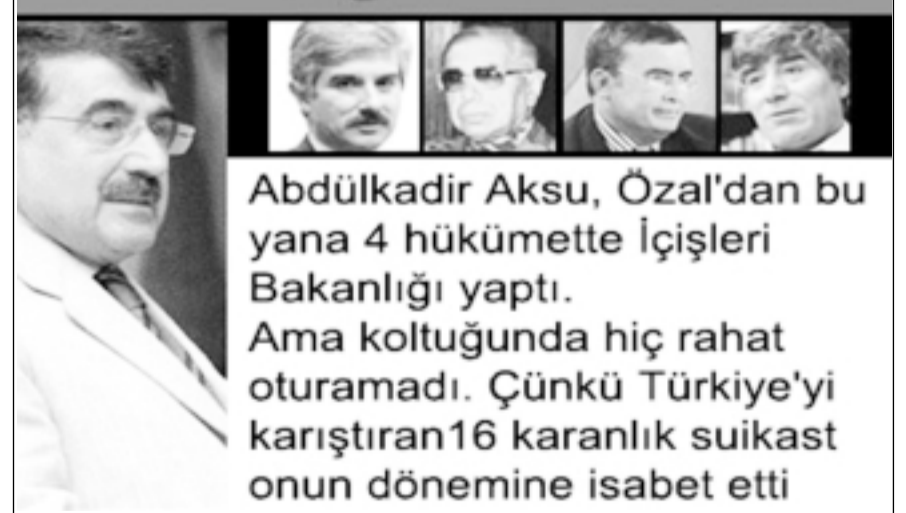 Abdülkadir Aksu, Özal'dan bu
yana 4 hükümette İçişleri
Bakanlığı yaptı.
Ama koltuğunda hiç rahat
oturamadı. Çünkü Türkiye'yi
karıştıran16 karanlık suikast
onun dönemine isabet etti